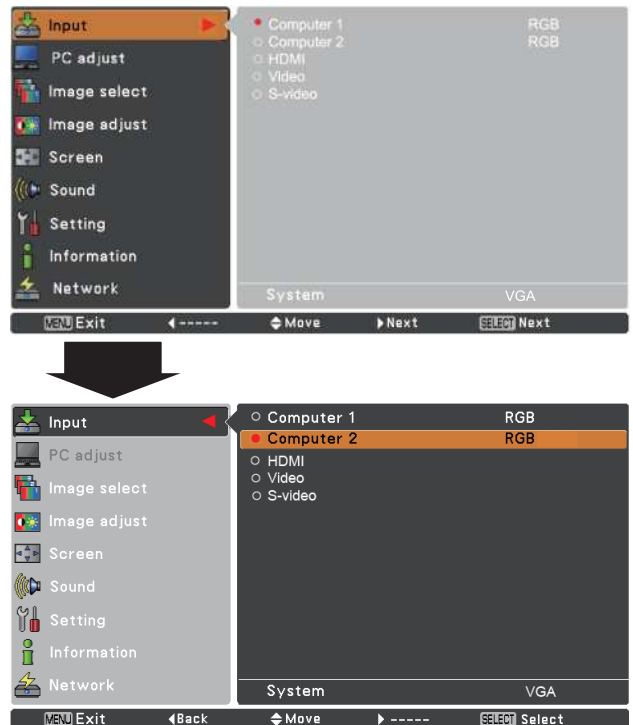 Input
PC adjust
Image select
Image adjust
Screen
Sound
Setting
Information
Network
Computer 1 RGB
Computer 2 RGB
HDMI
Video
S-video
System VGA
MENU Exit ----- Move Next SELECT Next
Input
PC adjust
Image select
Image adjust
Screen
Sound
Setting
Information
Network
Computer 1 RGB
Computer 2 RGB
HDMI
Video
S-video
System VGA
MENU Exit Back Move ----- SELECT Select